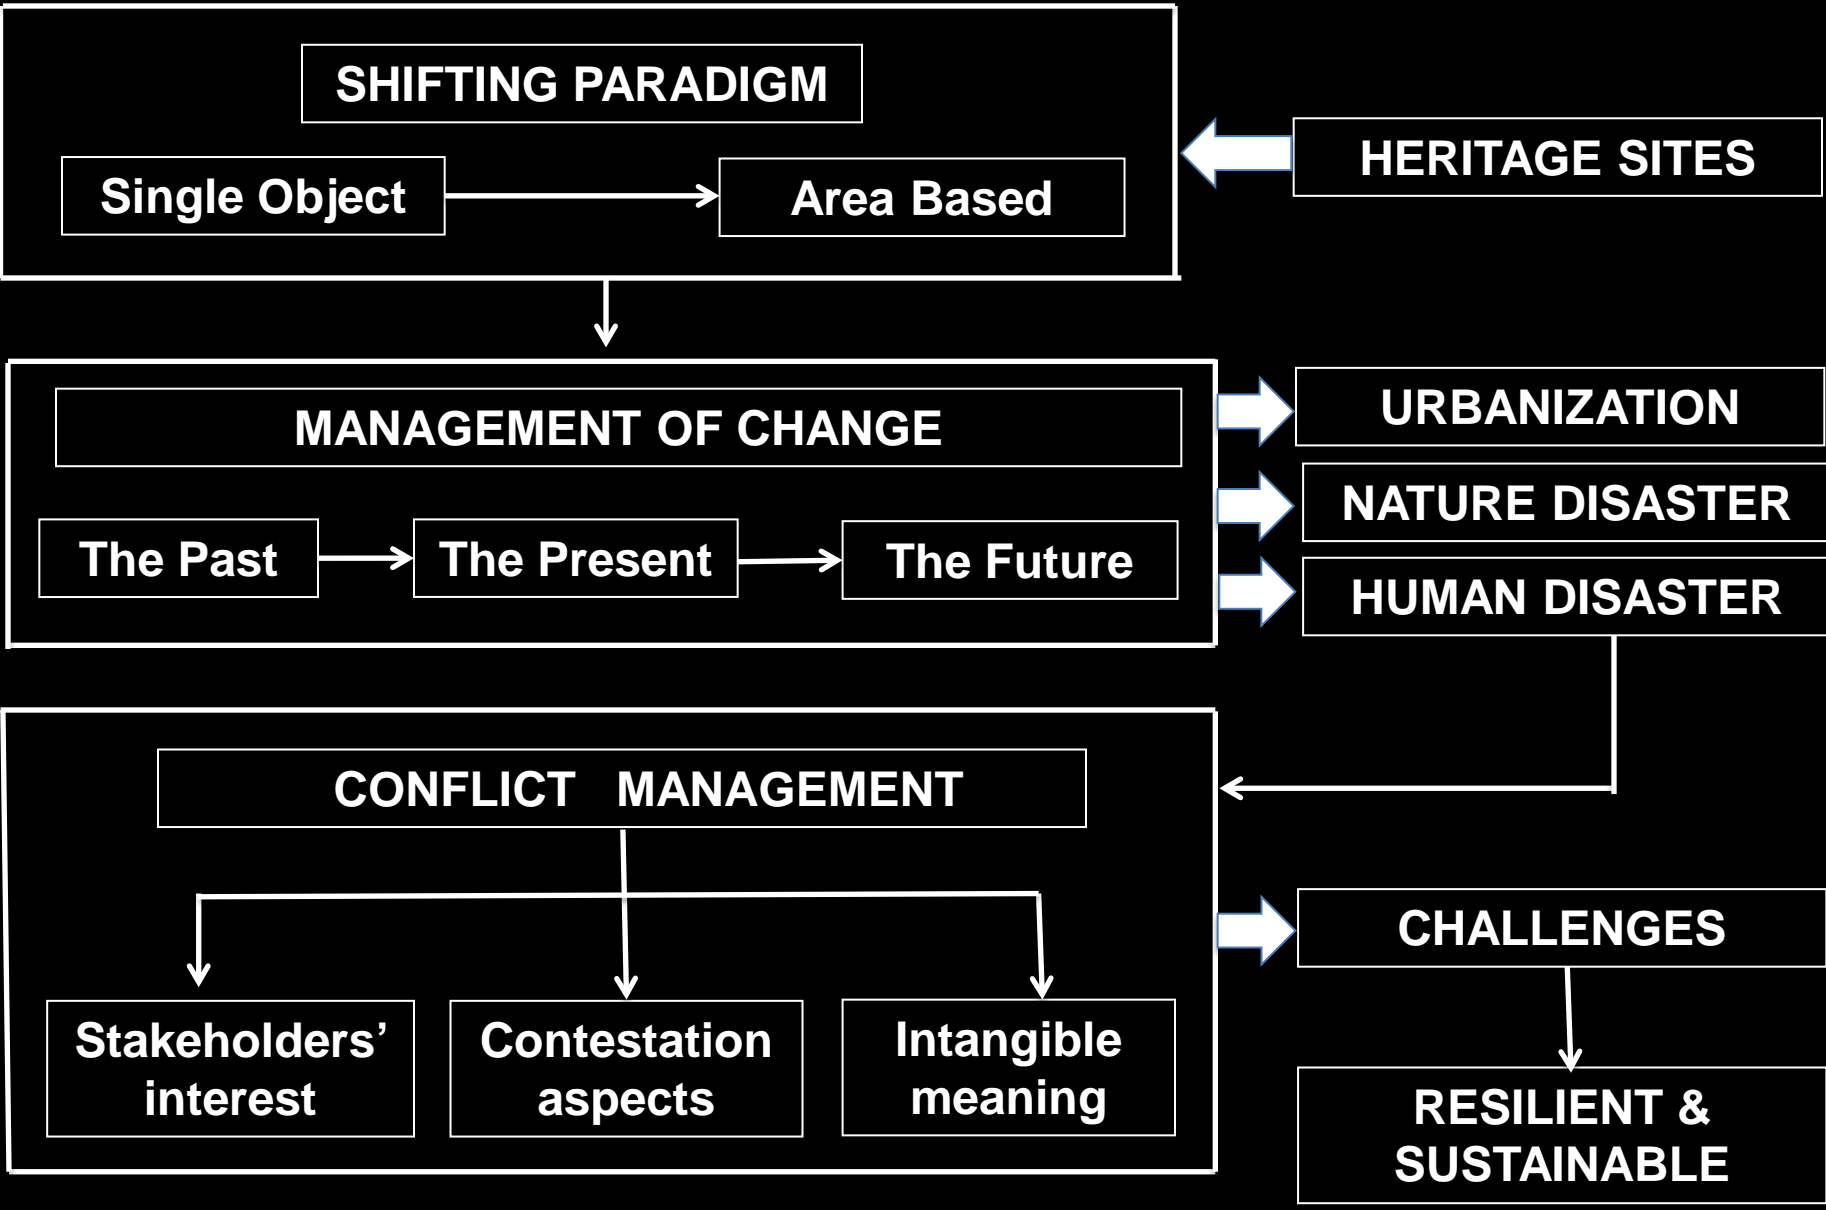 SHIFTING PARADIGM
Single Object
Area Based
HERITAGE SITES
MANAGEMENT OF CHANGE
The Past
The Present
The Future
URBANIZATION
NATURE DISASTER
HUMAN DISASTER
CONFLICT MANAGEMENT
Stakeholders’
interest
Contestation
aspects
Intangible
meaning
CHALLENGES
RESILIENT &
SUSTAINABLE